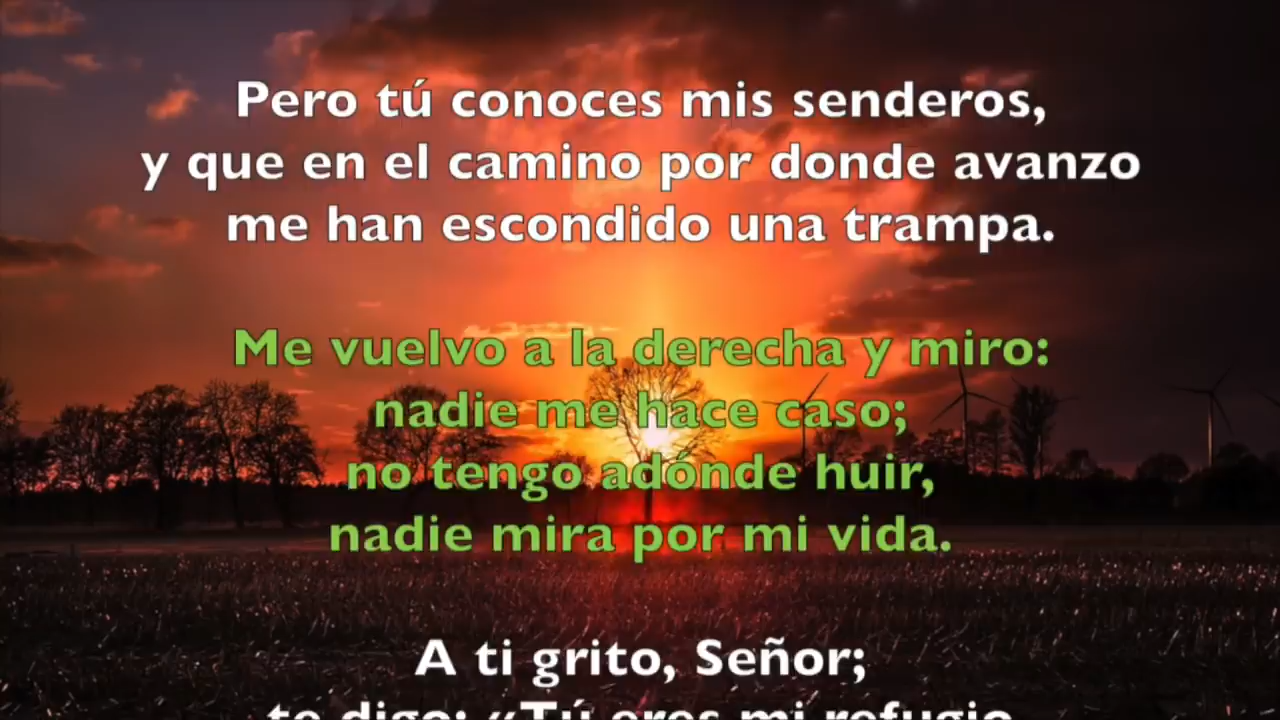 Pero tú conoces mis senderos,
y que en el camino por donde avanzo
me han escondido una trampa.
Me vuelvo a la derecha y miro:
nadie me hace caso;
no tengo adónde huir,
nadie mira por mi vida.
A ti grito, Señor;
te digo: «Tú eres mi refugio